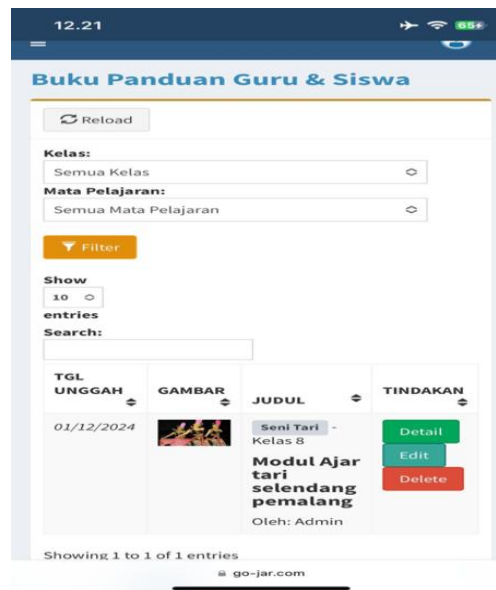 12.21
65
Buku Panduan Guru & Siswa
Reload
Kelas:
Semua Kelas
Mata Pelajaran:
Semua Mata Pelajaran
Filter
Show
10
entries
Search:
TGL UNGGAH GAMBAR JUDUL TINDAKAN
01/12/2024
Seni Tari -
Kelas 8
Modul Ajar
tari
selendang
pemalang
Oleh: Admin
Detail
Edit
Delete
Showing 1 to 1 of 1 entries
go-jar.com